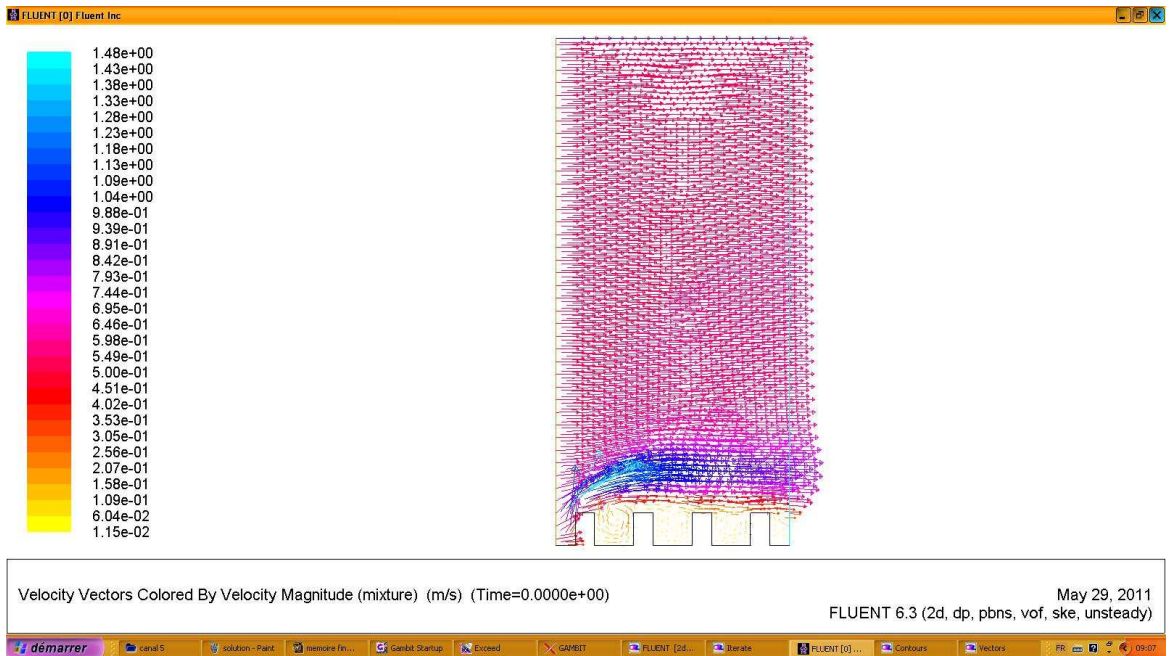 FLUENT [0] Fluent Inc
1.48e+00
1.43e+00
1.38e+00
1.33e+00
1.28e+00
1.23e+00
1.18e+00
1.13e+00
1.09e+00
1.04e+00
9.88e-01
9.39e-01
8.91e-01
8.42e-01
7.93e-01
7.44e-01
6.95e-01
6.46e-01
5.98e-01
5.49e-01
5.00e-01
4.51e-01
4.02e-01
3.53e-01
3.05e-01
2.56e-01
2.07e-01
1.58e-01
1.09e-01
6.04e-02
1.15e-02
Velocity Vectors Colored By Velocity Magnitude (mixture) (m/s) (Time=0.0000e+00)
May 29, 2011
FLUENT 6.3 (2d, dp, pbns, vof, ske, unsteady)
démarrer canal 5 solution - Paint memoire fin... Gambit Startup Exceed GAMBIT FLUENT [2d... Iterate FLUENT [0] ... Contours Vectors FR 09:07